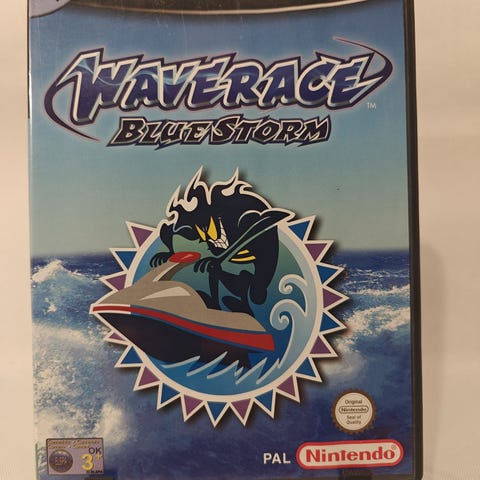 WAVERACE
TM
BLUE STORM
Original
Nintendo
Seal of
Quality
OK
3+
PAL
Nintendo